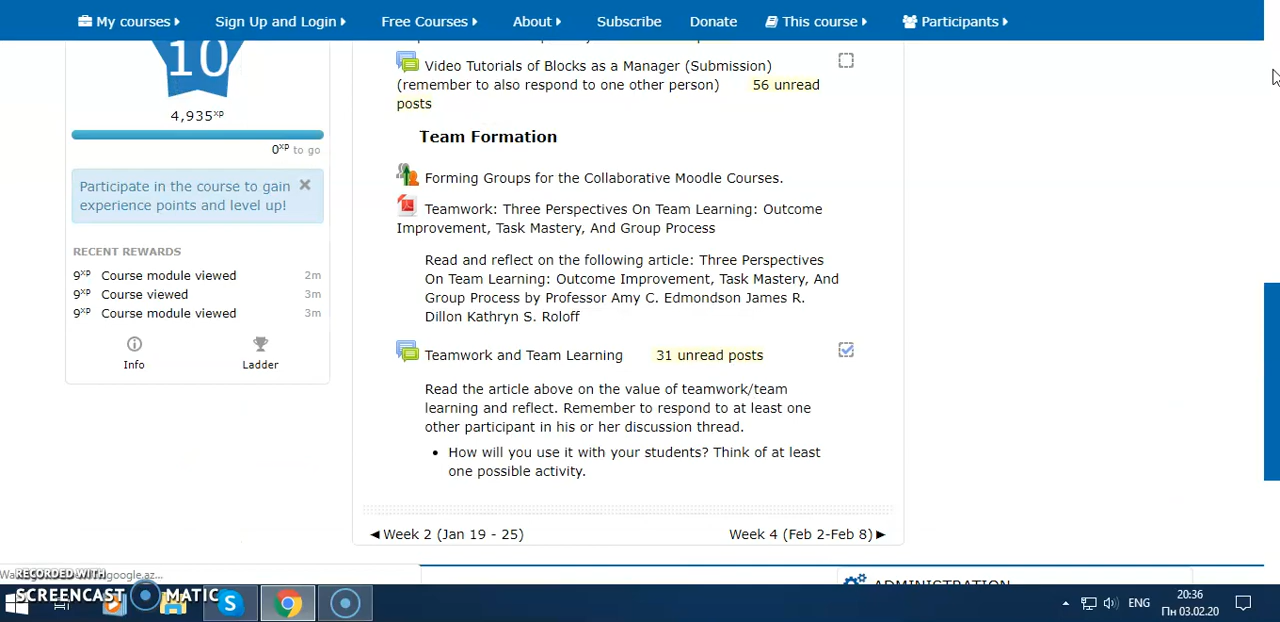 My courses Sign Up and Login Free Courses About Subscribe Donate This course Participants
10
4,935xp
0xp to go
Participate in the course to gain
experience points and level up!
RECENT REWARDS
9xp Course module viewed 2m
9xp Course viewed 3m
9xp Course module viewed 3m
Info Ladder
Video Tutorials of Blocks as a Manager (Submission)
(remember to also respond to one other person) 56 unread
posts
Team Formation
Forming Groups for the Collaborative Moodle Courses.
Teamwork: Three Perspectives On Team Learning: Outcome
Improvement, Task Mastery, And Group Process
Read and reflect on the following article: Three Perspectives
On Team Learning: Outcome Improvement, Task Mastery, And
Group Process by Professor Amy C. Edmondson James R.
Dillon Kathryn S. Roloff
Teamwork and Team Learning 31 unread posts
Read the article above on the value of teamwork/team
learning and reflect. Remember to respond to at least one
other participant in his or her discussion thread.
• How will you use it with your students? Think of at least
one possible activity.
◄ Week 2 (Jan 19 - 25) Week 4 (Feb 2-Feb 8) ►
google.az...
ADMINISTRATION
RECORDED WITH
SCREENCAST MATIC
ENG
20:36
Пн 03.02.20